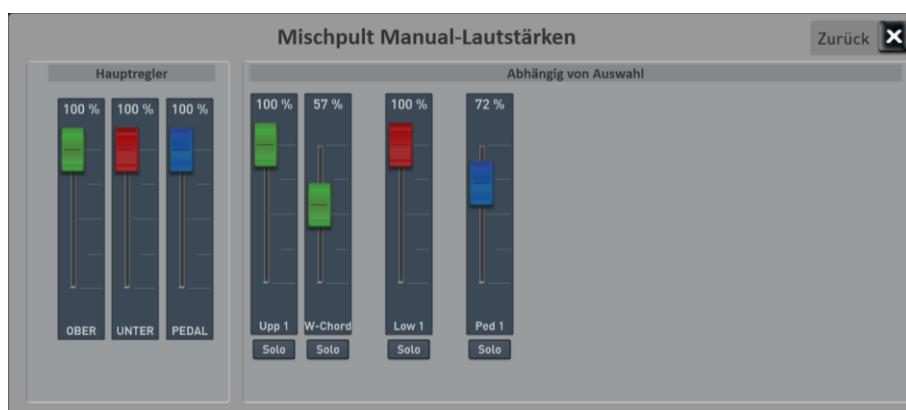 Mischpult Manual-Lautstärken
Zurück
Hauptregler
100 % 100 % 100 %
OBER UNTER PEDAL
Abhängig von Auswahl
100 % 57 % 100 % 72 %
Upp 1 W-Chord Low 1 Ped 1
Solo Solo Solo Solo